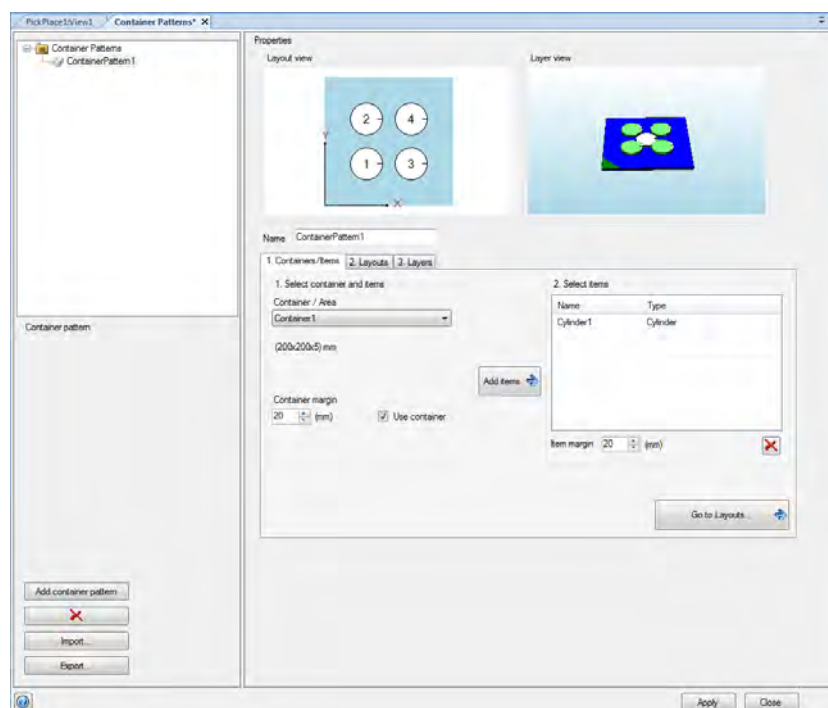 PickPlace1:View1
Container Patterns*
Container Patterns
ContainerPattern1
Properties
Layout view
Layer view
2
4
Y
1
3
X
Name
ContainerPattern1
1. Containers/Items
2. Layouts
3. Layers
1. Select container and items
2. Select items
Container / Area
Container1
Name
Type
Cylinder1
Cylinder
Container pattern
(200x200x5) mm
Add items
Container margin
20
(mm)
Use container
Item margin
20
(mm)
Go to Layouts...
Add container pattern
Import...
Export...
Apply
Close